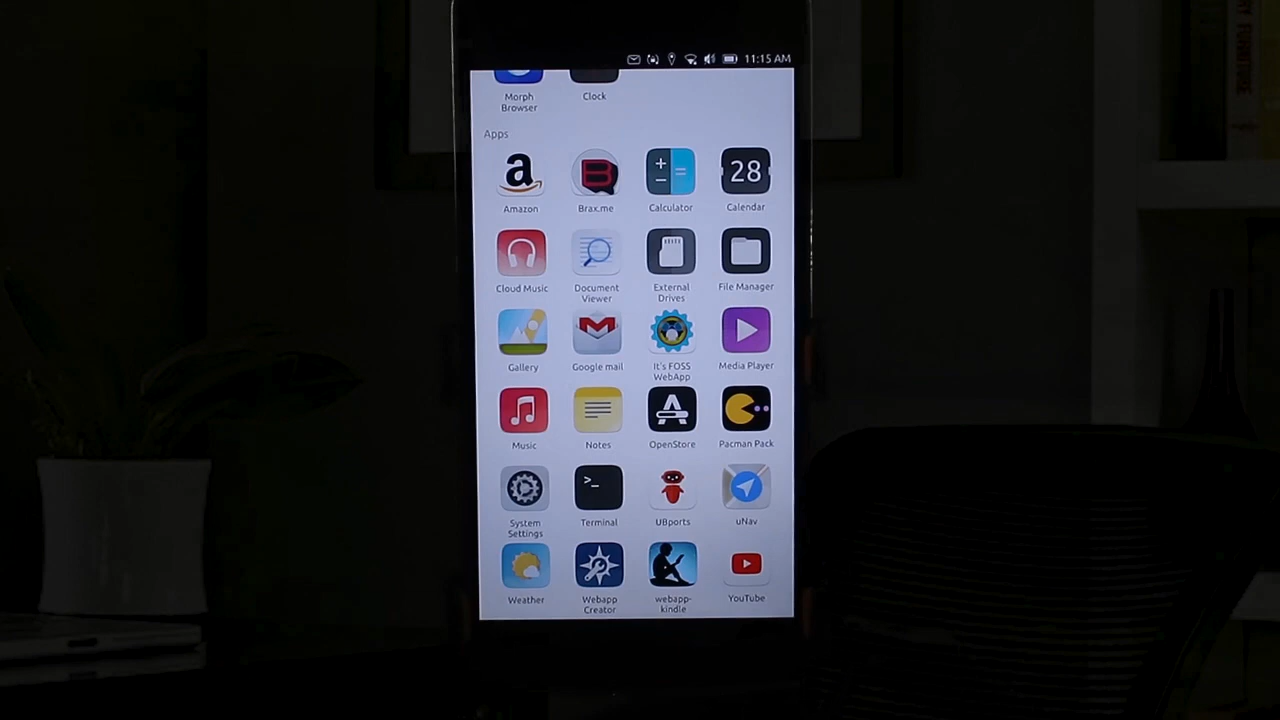 11:15 AM
Morph
Browser
Clock
Apps
a
B
28
Amazon
Brax.me
Calculator
Calendar
Cloud Music
Document
Viewer
External
Drives
File Manager
Gallery
Google mail
It's FOSS
WebApp
Media Player
Music
Notes
OpenStore
Pacman Pack
>_
System
Settings
Terminal
UBports
uNav
Weather
Webapp
Creator
webapp-
kindle
YouTube
FURNITURE